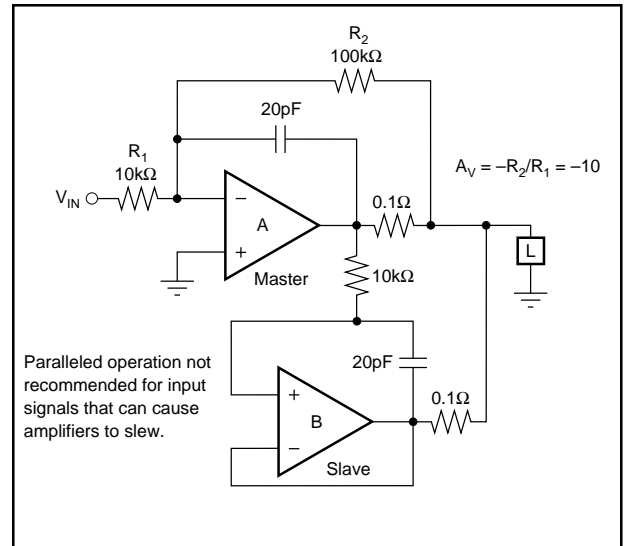 R2
100kΩ
20pF
R1
10kΩ
AV = –R2/R1 = –10
VIN
0.1Ω
–
A
+
L
Master
10kΩ
Paralleled operation not
recommended for input
signals that can cause
amplifiers to slew.
20pF
0.1Ω
+
B
–
Slave